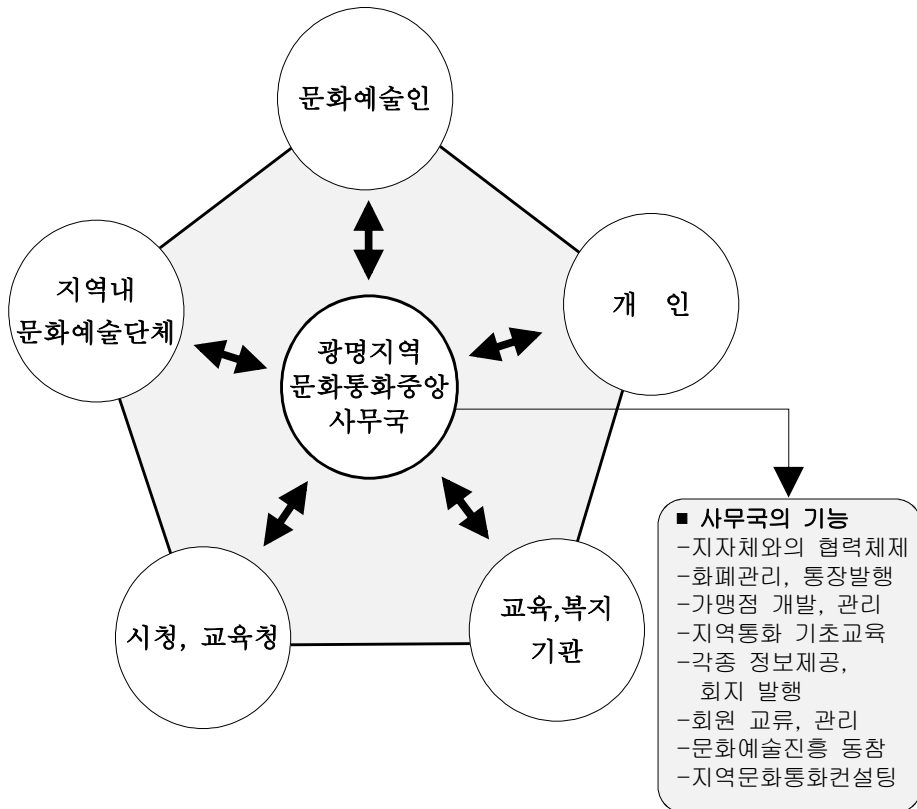 문화예술인
지역내
문화예술단체
개 인
광명지역
문화통화중앙
사무국
시청, 교육청
교육,복지
기관
■ 사무국의 기능
-지자체와의 협력체제
-화폐관리, 통장발행
-가맹점 개발, 관리
-지역통화 기초교육
-각종 정보제공,
회지 발행
-회원 교류, 관리
-문화예술진흥 동참
-지역문화통화컨설팅